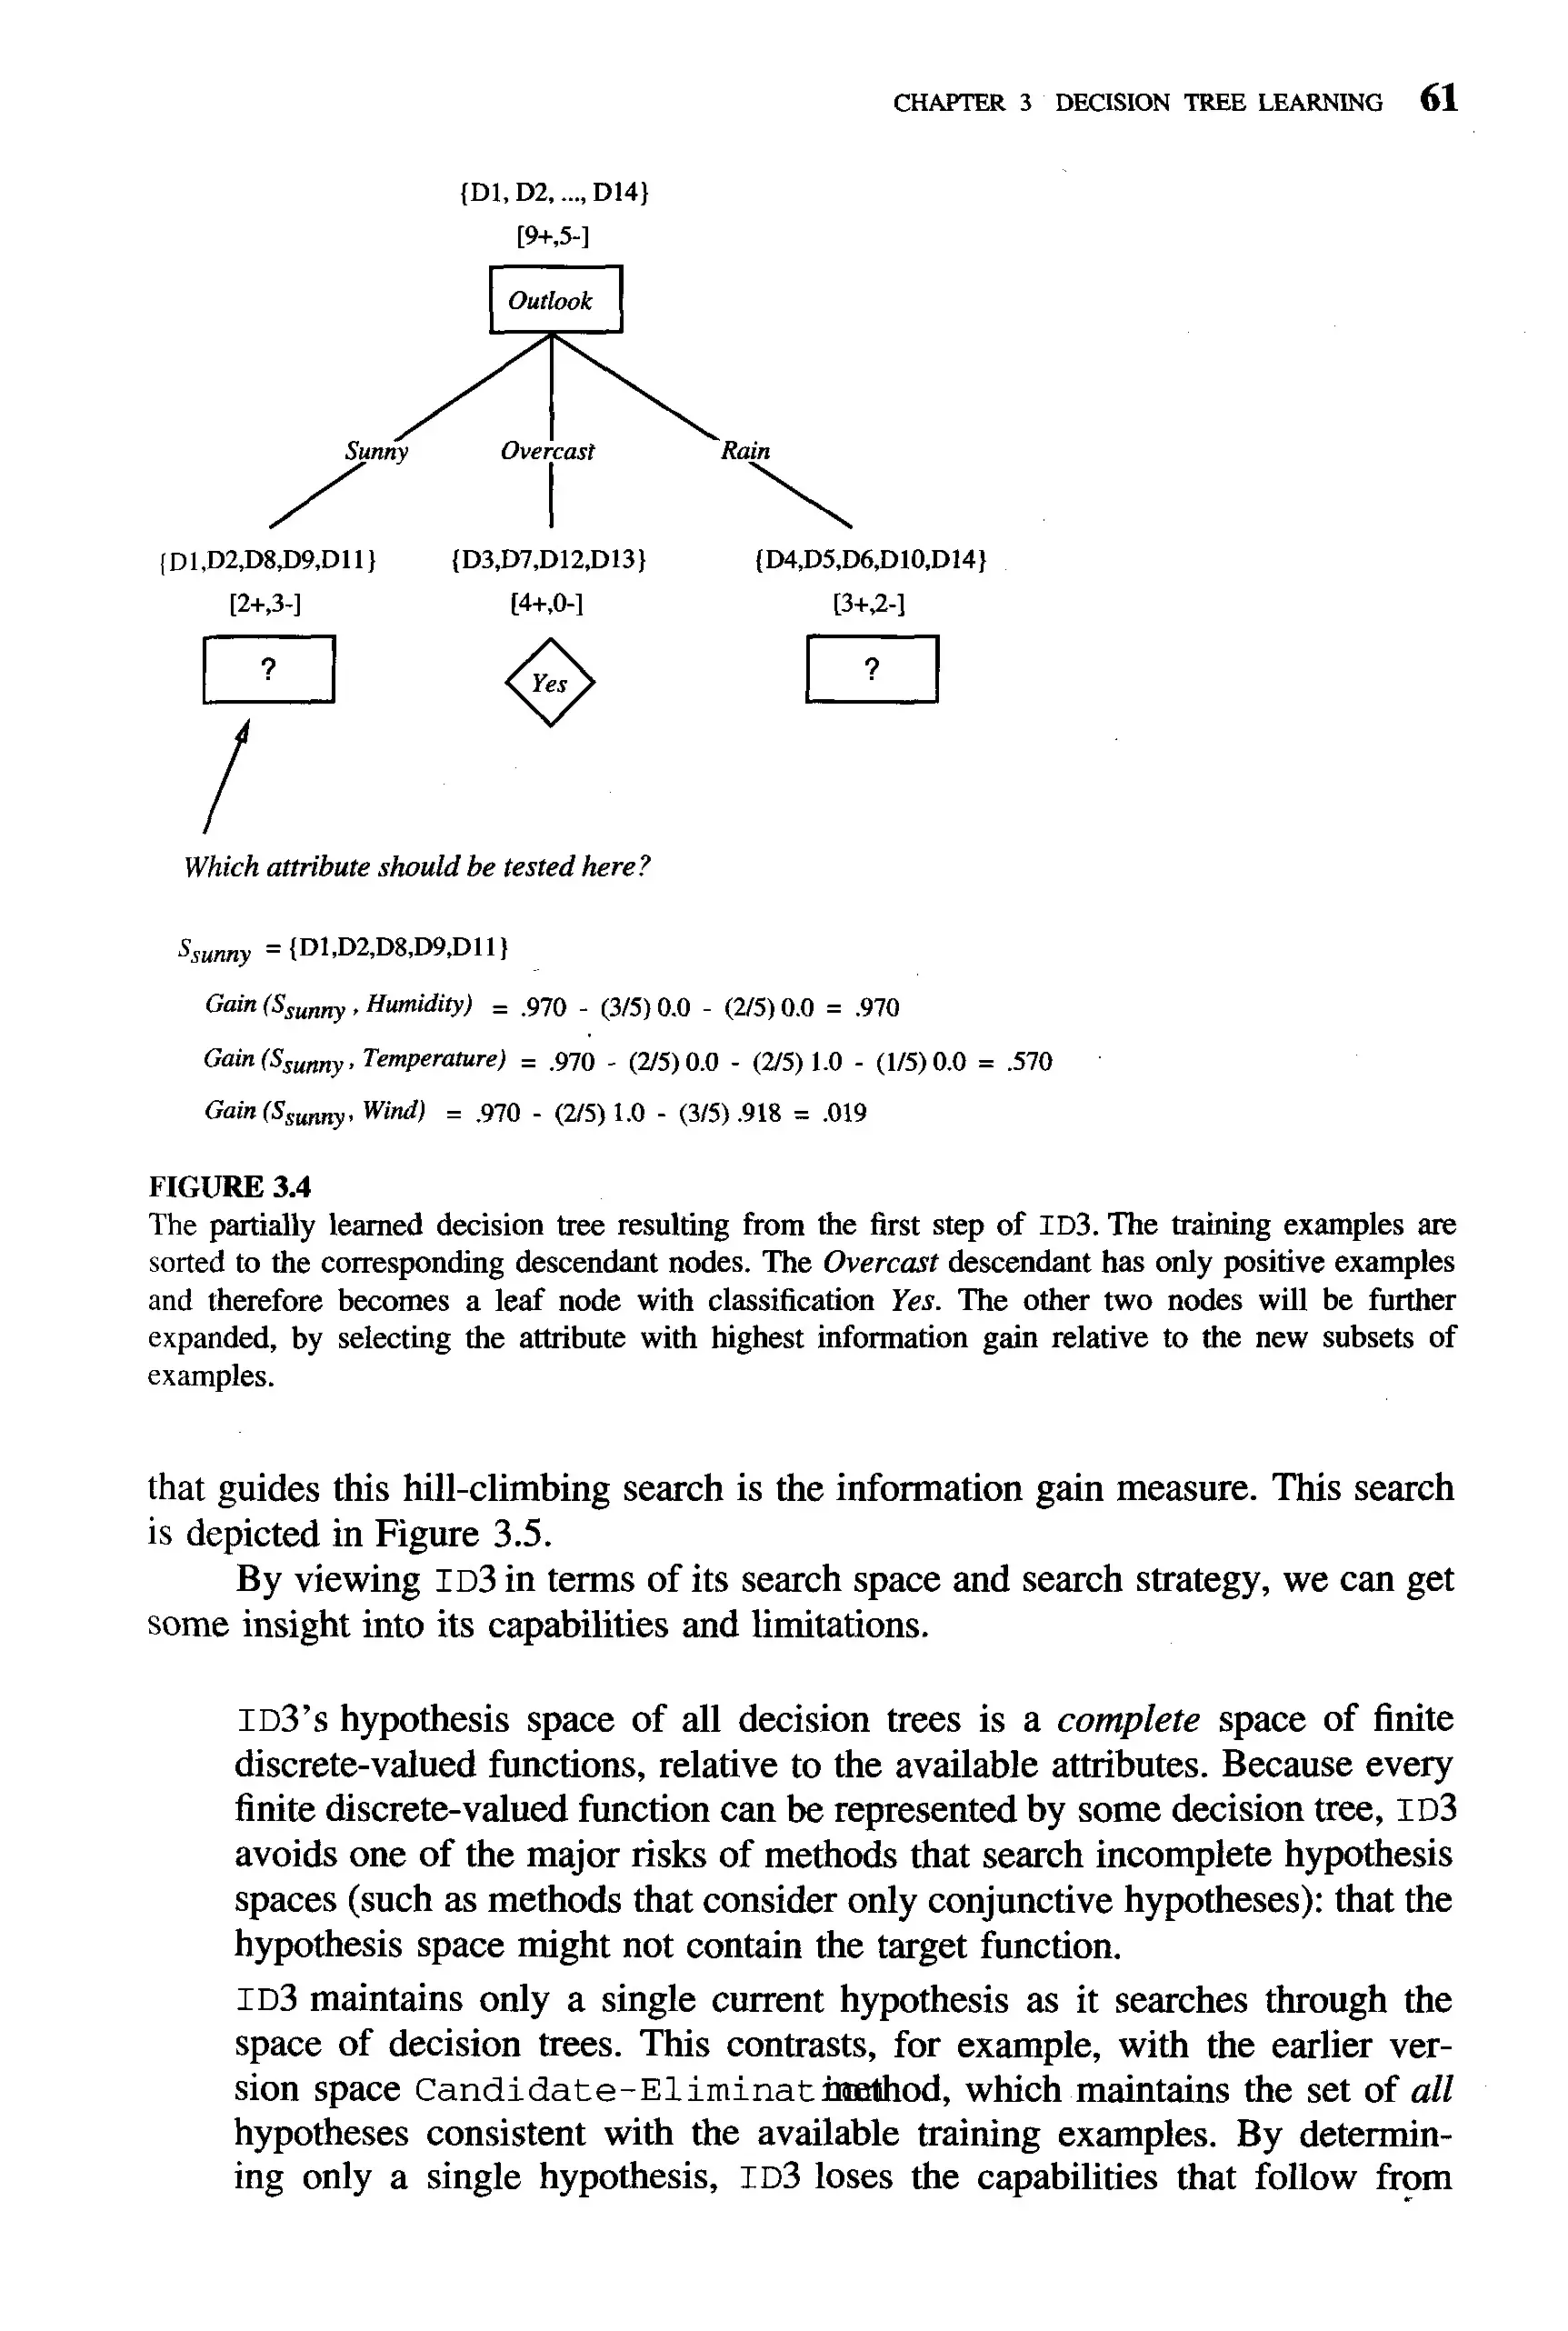 CHAPTER 3 DECISION TREE LEARNING 61
{D1, D2, ..., D14}
[9+,5-]
Outlook
Sunny Overcast Rain
{D1,D2,D8,D9,D11} {D3,D7,D12,D13} {D4,D5,D6,D10,D14}
[2+,3-] [4+,0-] [3+,2-]
? Yes ?
Which attribute should be tested here?
Ssunny = {D1,D2,D8,D9,D11}
Gain (Ssunny , Humidity) = .970 - (3/5) 0.0 - (2/5) 0.0 = .970
Gain (Ssunny, Temperature) = .970 - (2/5) 0.0 - (2/5) 1.0 - (1/5) 0.0 = .570
Gain (Ssunny, Wind) = .970 - (2/5) 1.0 - (3/5) .918 = .019
FIGURE 3.4
The partially learned decision tree resulting from the first step of ID3. The training examples are
sorted to the corresponding descendant nodes. The Overcast descendant has only positive examples
and therefore becomes a leaf node with classification Yes. The other two nodes will be further
expanded, by selecting the attribute with highest information gain relative to the new subsets of
examples.
that guides this hill-climbing search is the information gain measure. This search
is depicted in Figure 3.5.
By viewing ID3 in terms of its search space and search strategy, we can get
some insight into its capabilities and limitations.
ID3's hypothesis space of all decision trees is a complete space of finite
discrete-valued functions, relative to the available attributes. Because every
finite discrete-valued function can be represented by some decision tree, ID3
avoids one of the major risks of methods that search incomplete hypothesis
spaces (such as methods that consider only conjunctive hypotheses): that the
hypothesis space might not contain the target function.
ID3 maintains only a single current hypothesis as it searches through the
space of decision trees. This contrasts, for example, with the earlier ver-
sion space Candidate-Eliminat method, which maintains the set of all
hypotheses consistent with the available training examples. By determin-
ing only a single hypothesis, ID3 loses the capabilities that follow from